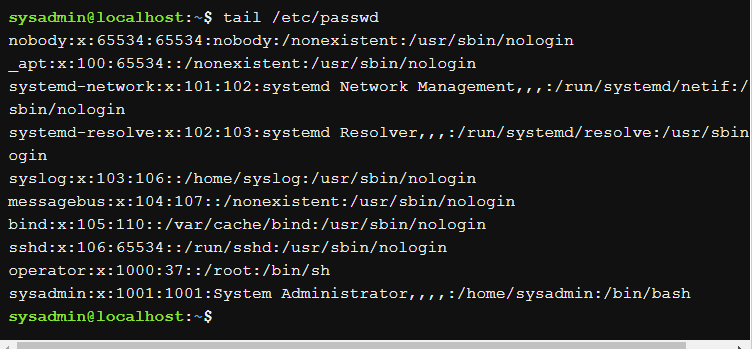 sysadmin@localhost:~$ tail /etc/passwd
nobody:x:65534:65534:nobody:/nonexistent:/usr/sbin/nologin
_apt:x:100:65534::/nonexistent:/usr/sbin/nologin
systemd-network:x:101:102:systemd Network Management,,,:/run/systemd/netif:/
sbin/nologin
systemd-resolve:x:102:103:systemd Resolver,,,:/run/systemd/resolve:/usr/sbin
ogin
syslog:x:103:106::/home/syslog:/usr/sbin/nologin
messagebus:x:104:107::/nonexistent:/usr/sbin/nologin
bind:x:105:110::/var/cache/bind:/usr/sbin/nologin
sshd:x:106:65534::/run/sshd:/usr/sbin/nologin
operator:x:1000:37::/root:/bin/sh
sysadmin:x:1001:1001:System Administrator,,,,:/home/sysadmin:/bin/bash
sysadmin@localhost:~$